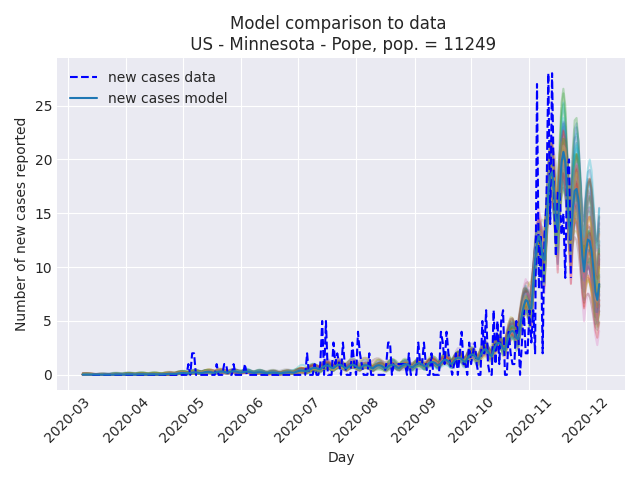 Model comparison to data
US - Minnesota - Pope, pop. = 11249
new cases data
new cases model
Number of new cases reported
25
20
15
10
5
0
2020-03
2020-04
2020-05
2020-06
2020-07
2020-08
2020-09
2020-10
2020-11
2020-12
Day